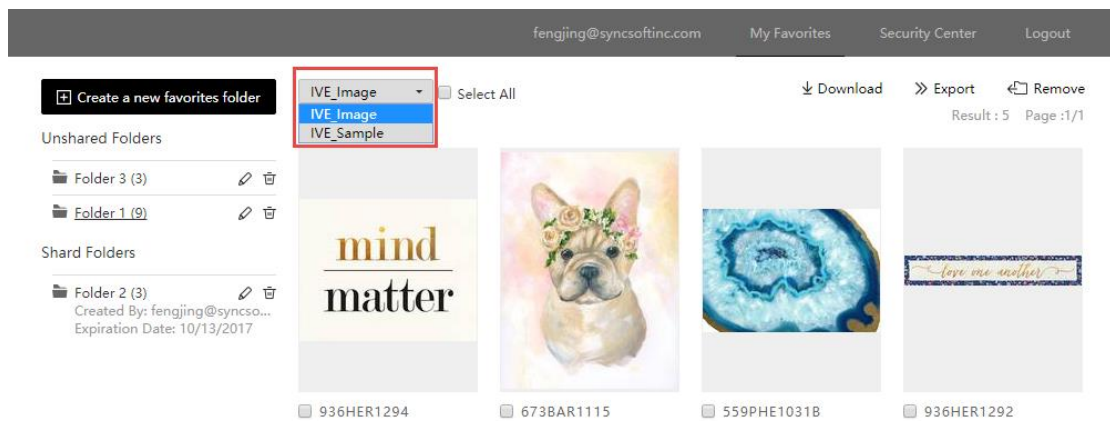 fengjing@syncsoftinc.com My Favorites Security Center Logout
Create a new favorites folder
IVE_Image
Select All
Download Export Remove
IVE_Image
IVE_Sample
Result : 5 Page :1/1
Unshared Folders
Folder 3 (3)
Folder 1 (9)
Shard Folders
Folder 2 (3)
Created By: fengjing@syncso...
Expiration Date: 10/13/2017
mind
matter
love one another
936HER1294
673BAR1115
559PHE1031B
936HER1292